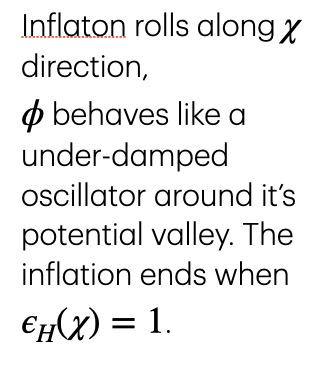 Inflaton rolls along χ
direction,
ϕ behaves like a
under-damped
oscillator around it's
potential valley. The
inflation ends when
ϵ_H(χ) = 1.